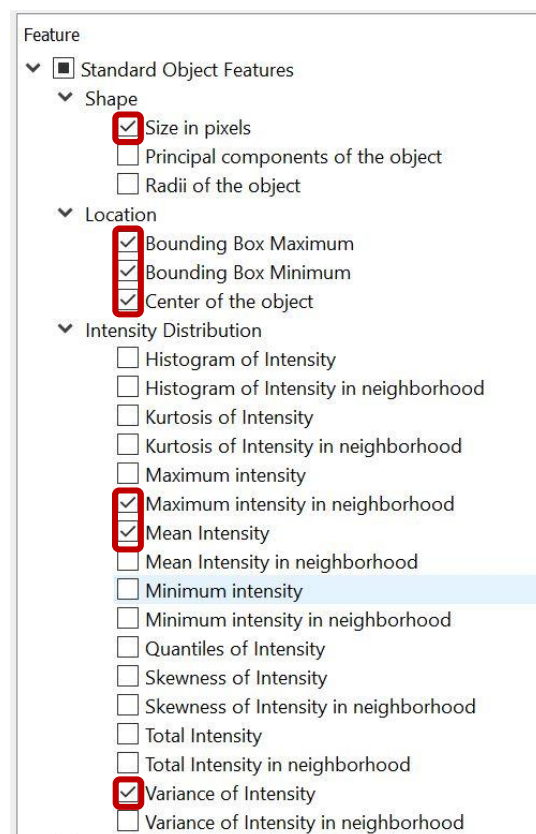 Feature
Standard Object Features
Shape
Size in pixels
Principal components of the object
Radii of the object
Location
Bounding Box Maximum
Bounding Box Minimum
Center of the object
Intensity Distribution
Histogram of Intensity
Histogram of Intensity in neighborhood
Kurtosis of Intensity
Kurtosis of Intensity in neighborhood
Maximum intensity
Maximum intensity in neighborhood
Mean Intensity
Mean Intensity in neighborhood
Minimum intensity
Minimum intensity in neighborhood
Quantiles of Intensity
Skewness of Intensity
Skewness of Intensity in neighborhood
Total Intensity
Total Intensity in neighborhood
Variance of Intensity
Variance of Intensity in neighborhood